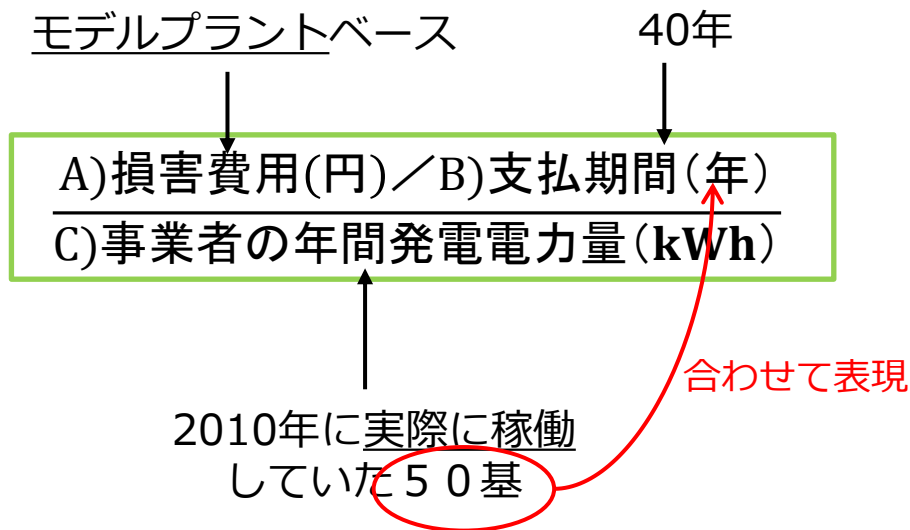 モデルプラントベース
40年
A)損害費用(円)／B)支払期間(年)
C)事業者の年間発電電力量(kWh)
合わせて表現
2010年に実際に稼働
していた５０基